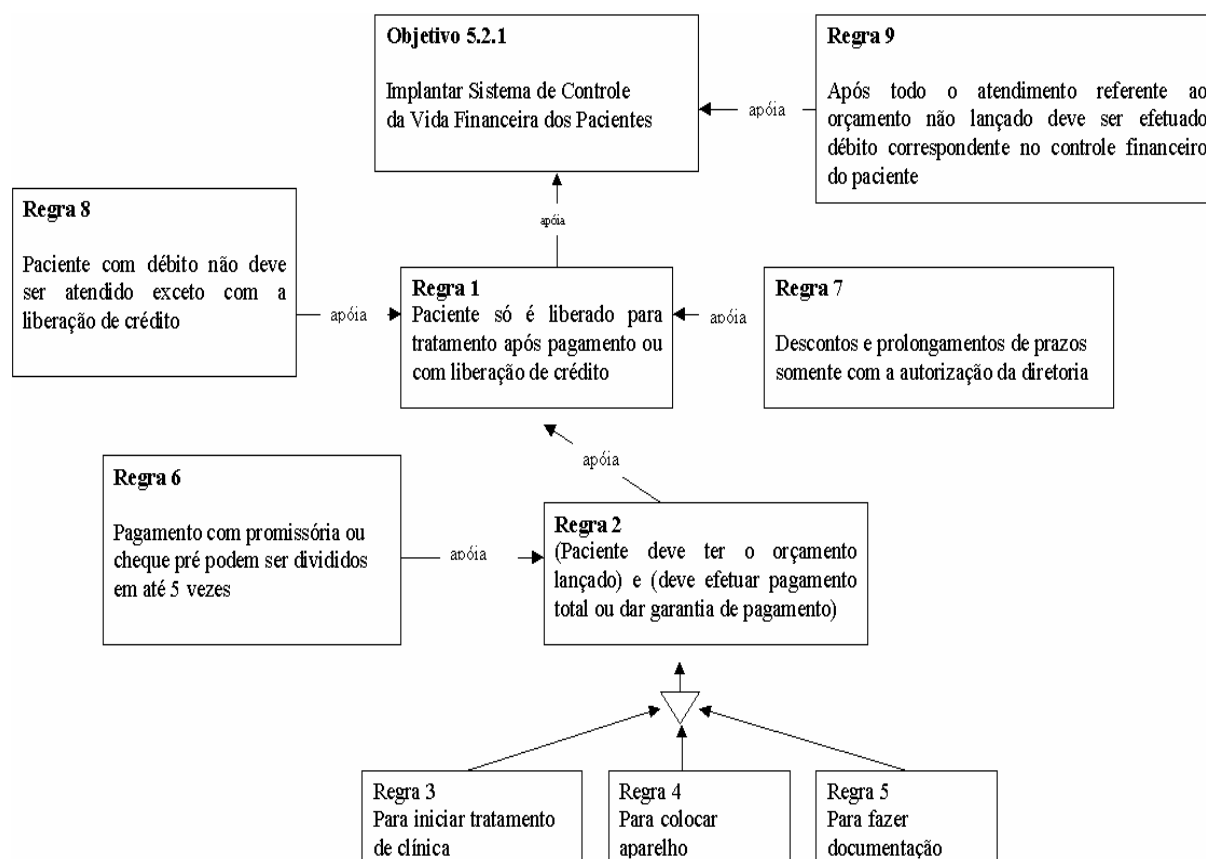 Objetivo 5.2.1
Implantar Sistema de Controle
da Vida Financeira dos Pacientes
Regra 9
Após todo o atendimento referente ao
orçamento não lançado deve ser efetuado
débito correspondente no controle financeiro
do paciente
apóia
apóia
Regra 8
Paciente com débito não deve
ser atendido exceto com a
liberação de crédito
apóia
Regra 1
Paciente só é liberado para
tratamento após pagamento ou
com liberação de crédito
apóia
Regra 7
Descontos e prolongamentos de prazos
somente com a autorização da diretoria
apóia
Regra 6
Pagamento com promissória ou
cheque pré podem ser divididos
em até 5 vezes
apóia
Regra 2
(Paciente deve ter o orçamento
lançado) e (deve efetuar pagamento
total ou dar garantia de pagamento)
Regra 3
Para iniciar tratamento
de clínica
Regra 4
Para colocar
aparelho
Regra 5
Para fazer
documentação